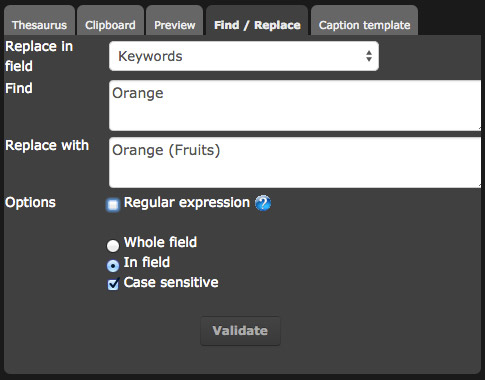 Thesaurus Clipboard Preview Find / Replace Caption template
Replace in
field
Keywords
Find
Orange
Replace with
Orange (Fruits)
Options
Regular expression ?
Whole field
In field
Case sensitive
Validate